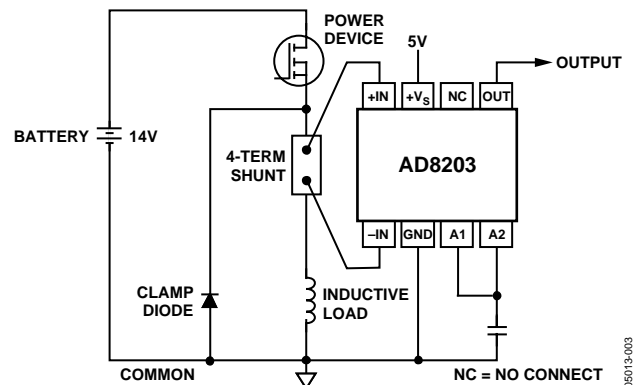 POWER
DEVICE
5V
OUTPUT
+IN
+VS
NC
OUT
BATTERY
14V
4-TERM
SHUNT
AD8203
–IN
GND
A1
A2
CLAMP
DIODE
INDUCTIVE
LOAD
COMMON
NC = NO CONNECT
05013-003